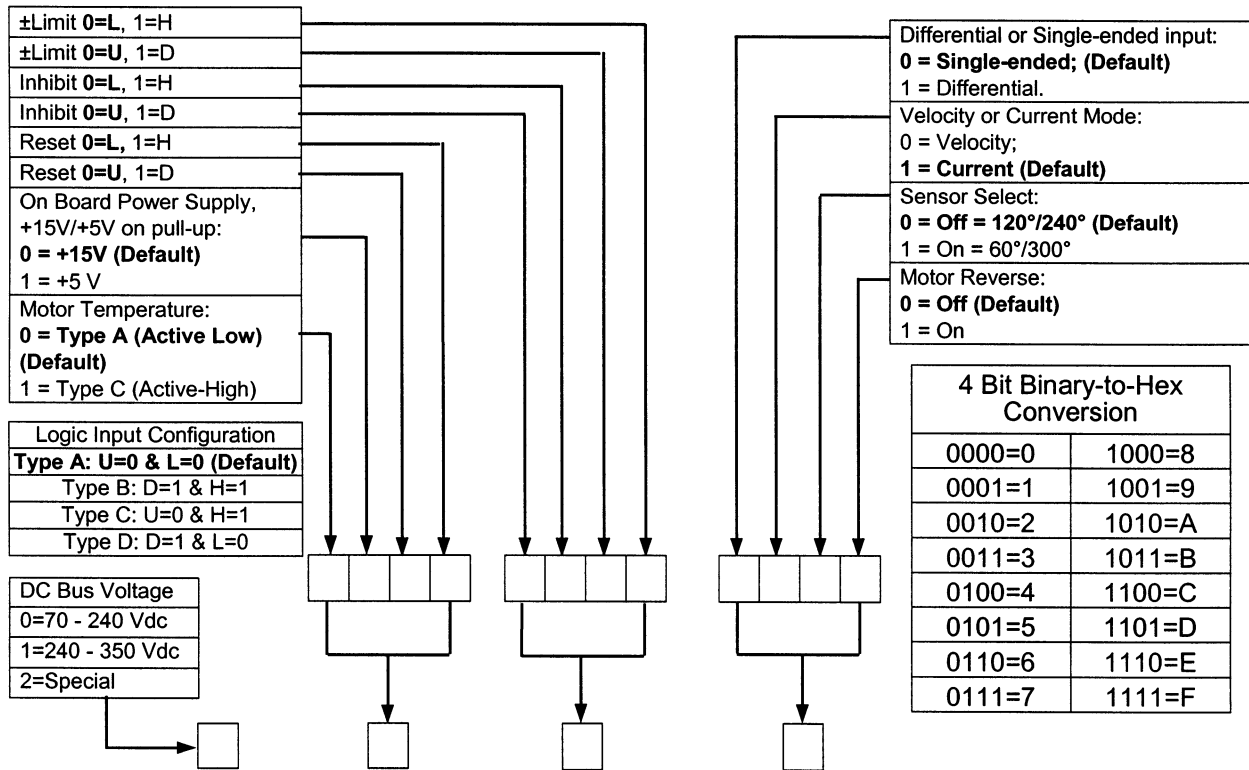 ±Limit 0=L, 1=H
±Limit 0=U, 1=D
Inhibit 0=L, 1=H
Inhibit 0=U, 1=D
Reset 0=L, 1=H
Reset 0=U, 1=D
On Board Power Supply,
+15V/+5V on pull-up:
0 = +15V (Default)
1 = +5 V
Motor Temperature:
0 = Type A (Active Low)
(Default)
1 = Type C (Active-High)
Logic Input Configuration
Type A: U=0 & L=0 (Default)
Type B: D=1 & H=1
Type C: U=0 & H=1
Type D: D=1 & L=0
DC Bus Voltage
0=70 - 240 Vdc
1=240 - 350 Vdc
2=Special
Differential or Single-ended input:
0 = Single-ended; (Default)
1 = Differential.
Velocity or Current Mode:
0 = Velocity;
1 = Current (Default)
Sensor Select:
0 = Off = 120°/240° (Default)
1 = On = 60°/300°
Motor Reverse:
0 = Off (Default)
1 = On
4 Bit Binary-to-Hex
Conversion
0000=0 1000=8
0001=1 1001=9
0010=2 1010=A
0011=3 1011=B
0100=4 1100=C
0101=5 1101=D
0110=6 1110=E
0111=7 1111=F